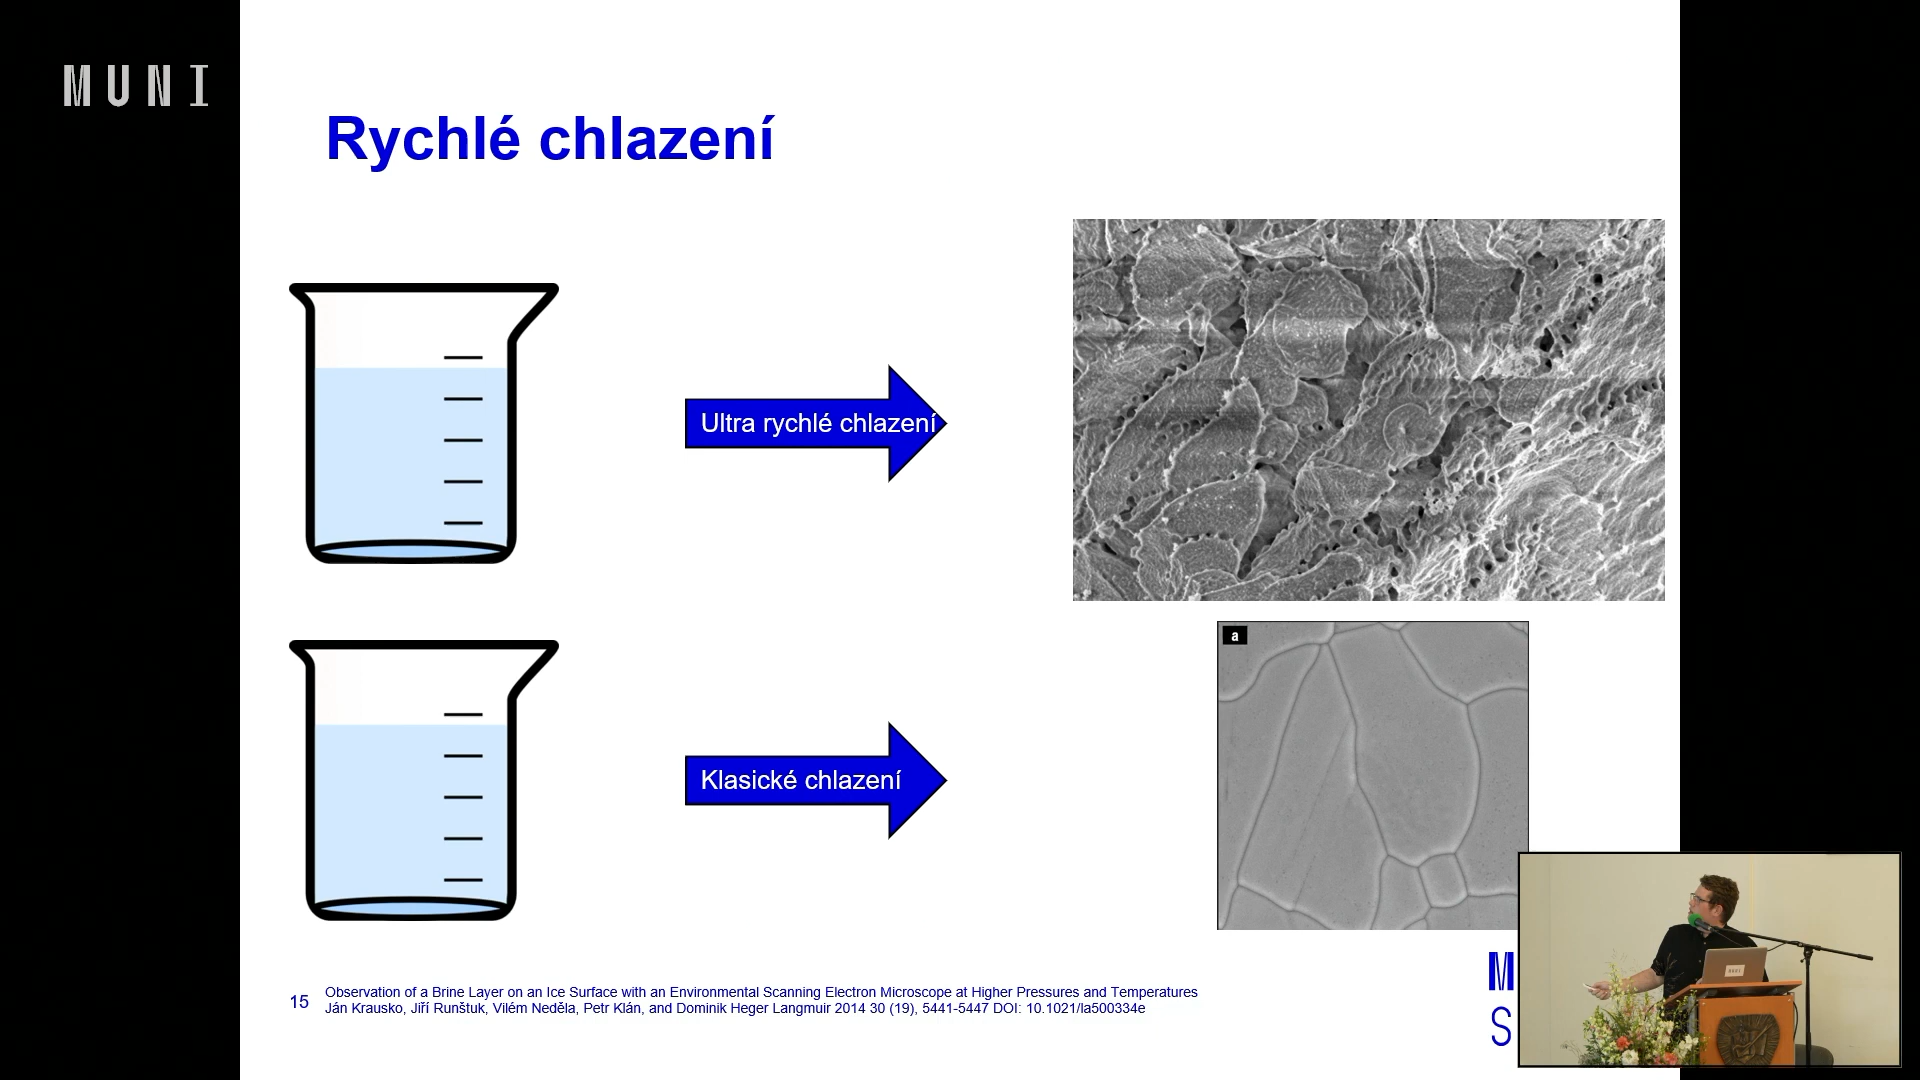 MUNI
Rychlé chlazení
Ultra rychlé chlazení
a
Klasické chlazení
15
Observation of a Brine Layer on an Ice Surface with an Environmental Scanning Electron Microscope at Higher Pressures and Temperatures
Ján Krausko, Jiří Runštuk, Vilém Neděla, Petr Klán, and Dominik Heger Langmuir 2014 30 (19), 5441-5447 DOI: 10.1021/la500334e
M
S
MUNI